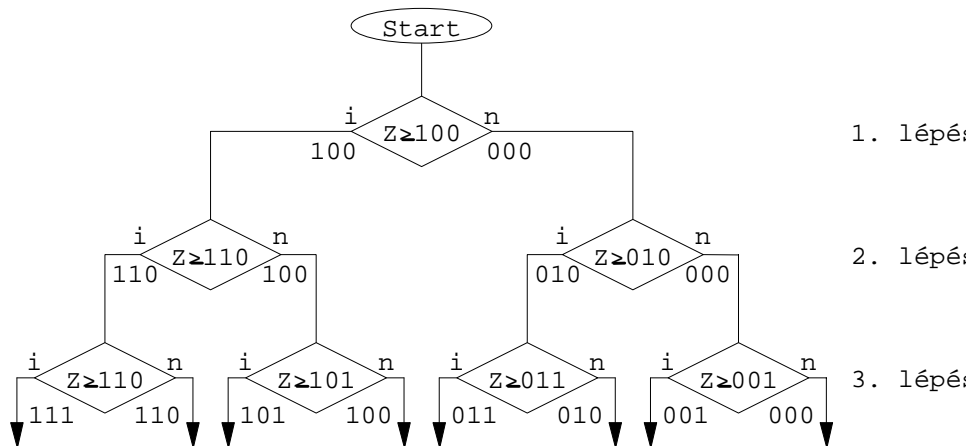 Start
i n
Z≥100 1. lépés
100 000
i n i n
Z≥110 Z≥010 2. lépés
110 100 010 000
i n i n i n i n
Z≥110 Z≥101 Z≥011 Z≥001 3. lépés
111 110 101 100 011 010 001 000